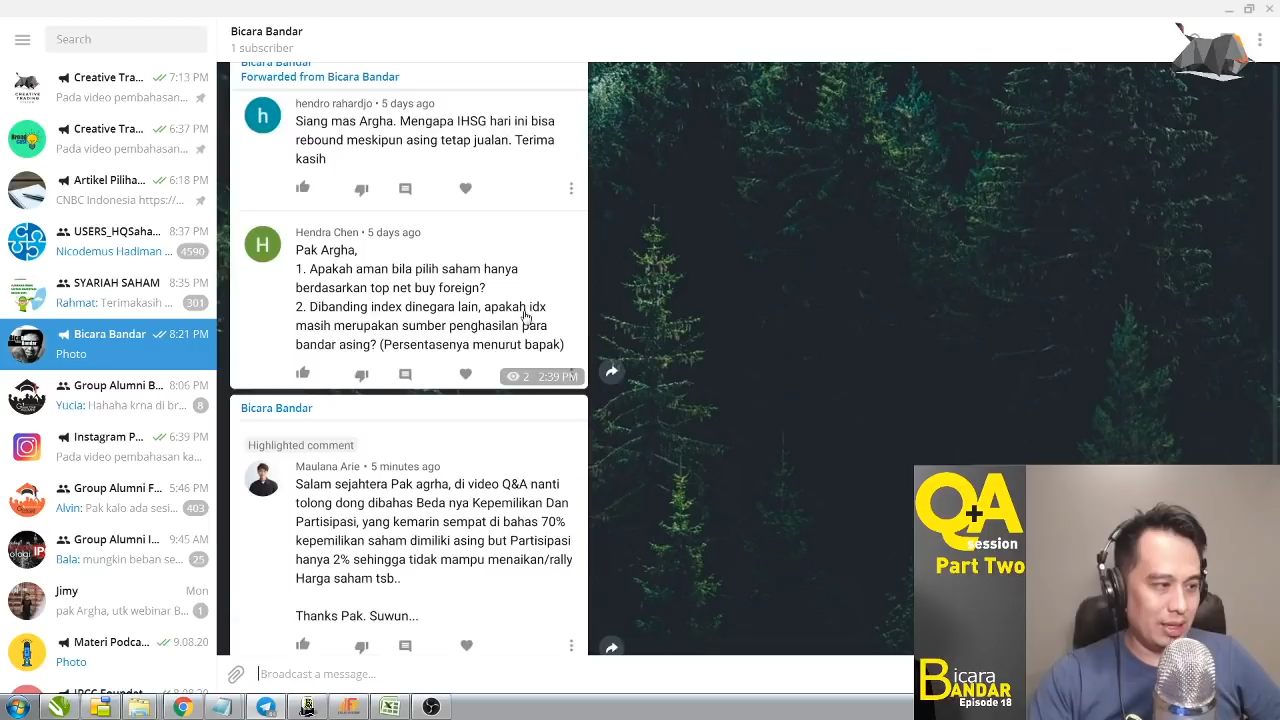 Search
Bicara Bandar
1 subscriber
Creative Tra... 7:13 PM
Pada video pembahasan...
Creative Tra... 6:37 PM
Pada video pembahasan...
Artikel Piliha... 6:18 PM
CNBC Indonesia https://...
USERS_HQSaha... 8:37 PM
Nicodemus Hadiman ... 4590
SYARIAH SAHAM 8:35 PM
Rahmat: Terimakasih ... 301
Bicara Bandar 8:21 PM
Photo
Group Alumni B... 8:06 PM
Yucia: Hahaha krna di br... 8
Instagram P... 6:39 PM
Pada video pembahasan ka...
Group Alumni F... 5:46 PM
Alvin: Pak kalo ada sesi... 403
Group Alumni I... 9:45 AM
Bala: mungkin beban se... 25
Jimy Mon
pak Argha, utk webinar B... 1
Materi Podca... 9.08.20
Photo
IPCC Foundat... 8.08.20
Bicara Bandar
Forwarded from Bicara Bandar
h
hendro rahardjo • 5 days ago
Siang mas Argha. Mengapa IHSG hari ini bisa
rebound meskipun asing tetap jualan. Terima
kasih
H
Hendra Chen • 5 days ago
Pak Argha,
1. Apakah aman bila pilih saham hanya
berdasarkan top net buy foreign?
2. Dibanding index dinegara lain, apakah idx
masih merupakan sumber penghasilan para
bandar asing? (Persentasenya menurut bapak)
2 2:39 PM
Bicara Bandar
Highlighted comment
Maulana Arie • 5 minutes ago
Salam sejahtera Pak agrha, di video Q&A nanti
tolong dong dibahas Beda nya Kepemilikan Dan
Partisipasi, yang kemarin sempat di bahas 70%
kepemilikan saham dimiliki asing but Partisipasi
hanya 2% sehingga tidak mampu menaikan/rally
Harga saham tsb..
Thanks Pak. Suwun...
Broadcast a message...
Q+A
session
Part Two
Bicara
BANDAR
Episode 18